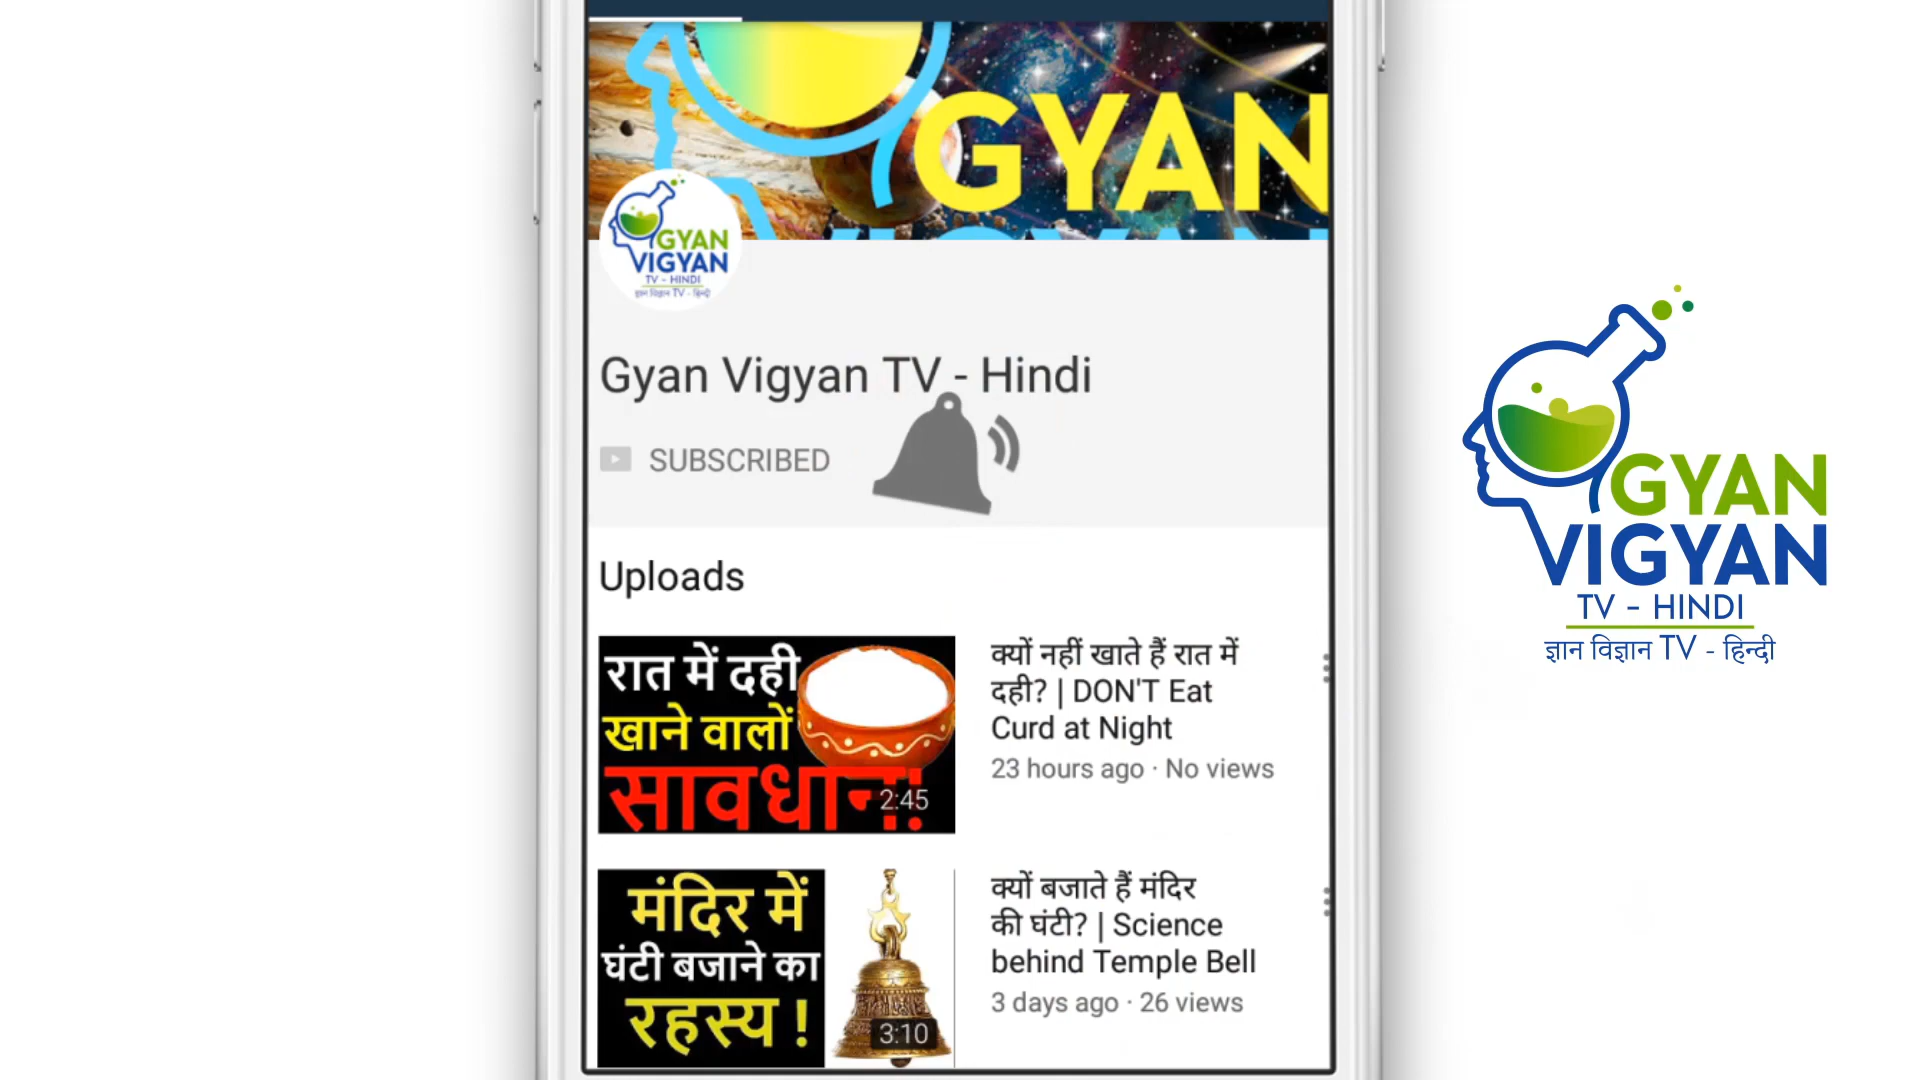 GYAN
VIGYAN
GYAN
VIGYAN
TV - HINDI
ज्ञान विज्ञान TV - हिन्दी
Gyan Vigyan TV - Hindi
SUBSCRIBED
Uploads
रात में दही
खाने वालों
सावधान!
2:45
क्यों नहीं खाते हैं रात में
दही? | DON'T Eat
Curd at Night
23 hours ago · No views
मंदिर में
घंटी बजाने का
रहस्य !
3:10
क्यों बजाते हैं मंदिर
की घंटी? | Science
behind Temple Bell
3 days ago · 26 views
GYAN
VIGYAN
TV - HINDI
ज्ञान विज्ञान TV - हिन्दी